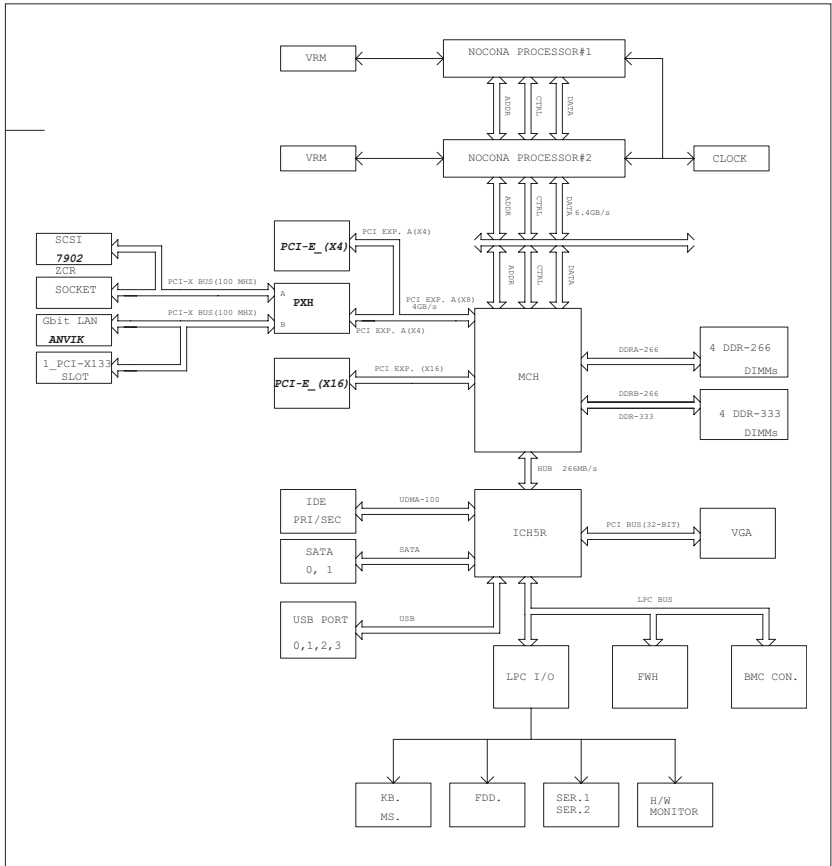 VRM
NOCONA PROCESSOR#1
ADDR
CTRL
DATA
VRM
NOCONA PROCESSOR#2
CLOCK
ADDR
CTRL
DATA
6.4GB/s
ADDR
CTRL
DATA
PCI-E_(X4)
PCI EXP. A(X4)
SCSI
7902
ZCR
SOCKET
PCI-X BUS(100 MHZ)
A
PXH
B
PCI EXP. A(X8)
4GB/s
PCI EXP. A(X4)
Gbit LAN
ANVIK
PCI-X BUS(100 MHZ)
1_PCI-X133
SLOT
PCI-E_(X16)
PCI EXP. (X16)
MCH
DDRA-266
4 DDR-266
DIMMs
DDRB-266
DDR-333
4 DDR-333
DIMMs
HUB 266MB/s
IDE
PRI/SEC
UDMA-100
ICH5R
PCI BUS(32-BIT)
VGA
SATA
0, 1
SATA
USB PORT
0,1,2,3
USB
LPC BUS
LPC I/O
FWH
BMC CON.
KB.
MS.
FDD.
SER.1
SER.2
H/W
MONITOR